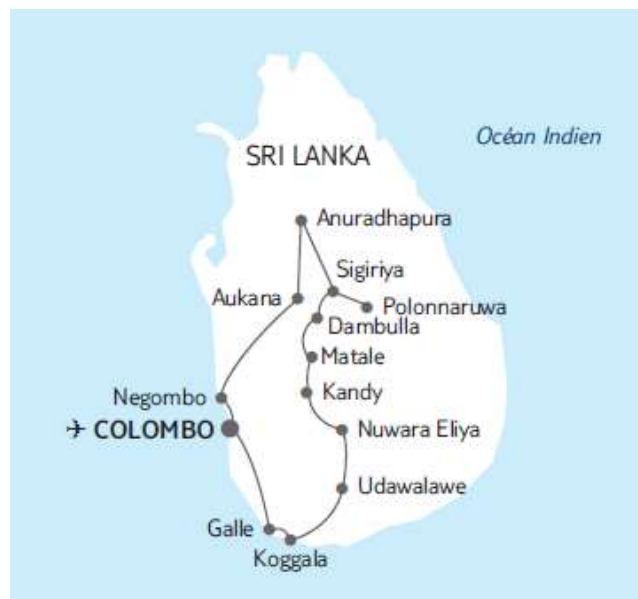 Océan Indien
SRI LANKA
Anuradhapura
Sigiriya
Aukana
Polonnaruwa
Dambulla
Matale
Kandy
Negombo
COLOMBO
Nuwara Eliya
Udawalawe
Galle
Koggala